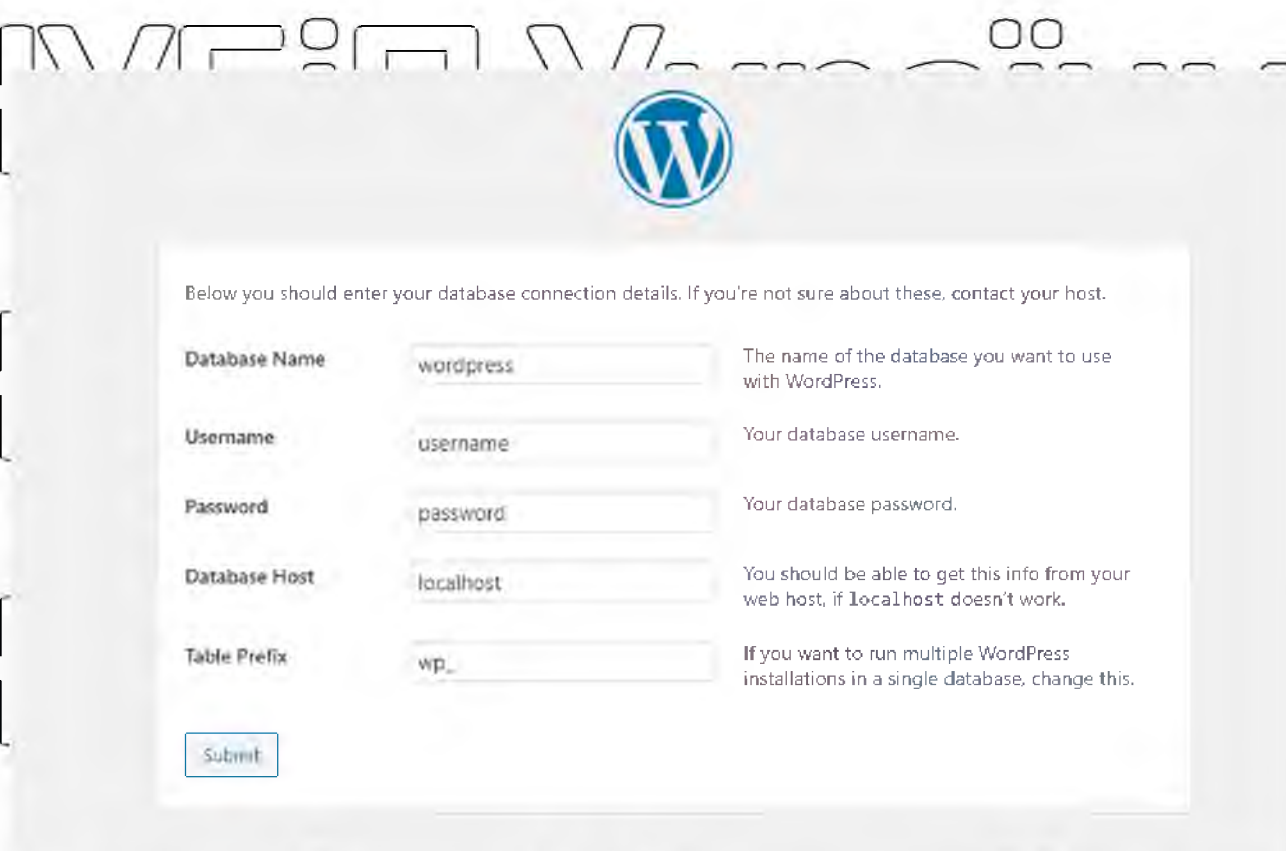 Below you should enter your database connection details. If you're not sure about these, contact your host.
Database Name
wordpress
The name of the database you want to use
with WordPress.
Username
username
Your database username.
Password
password
Your database password.
Database Host
localhost
You should be able to get this info from your
web host, if localhost doesn't work.
Table Prefix
wp_
If you want to run multiple WordPress
installations in a single database, change this.
Submit